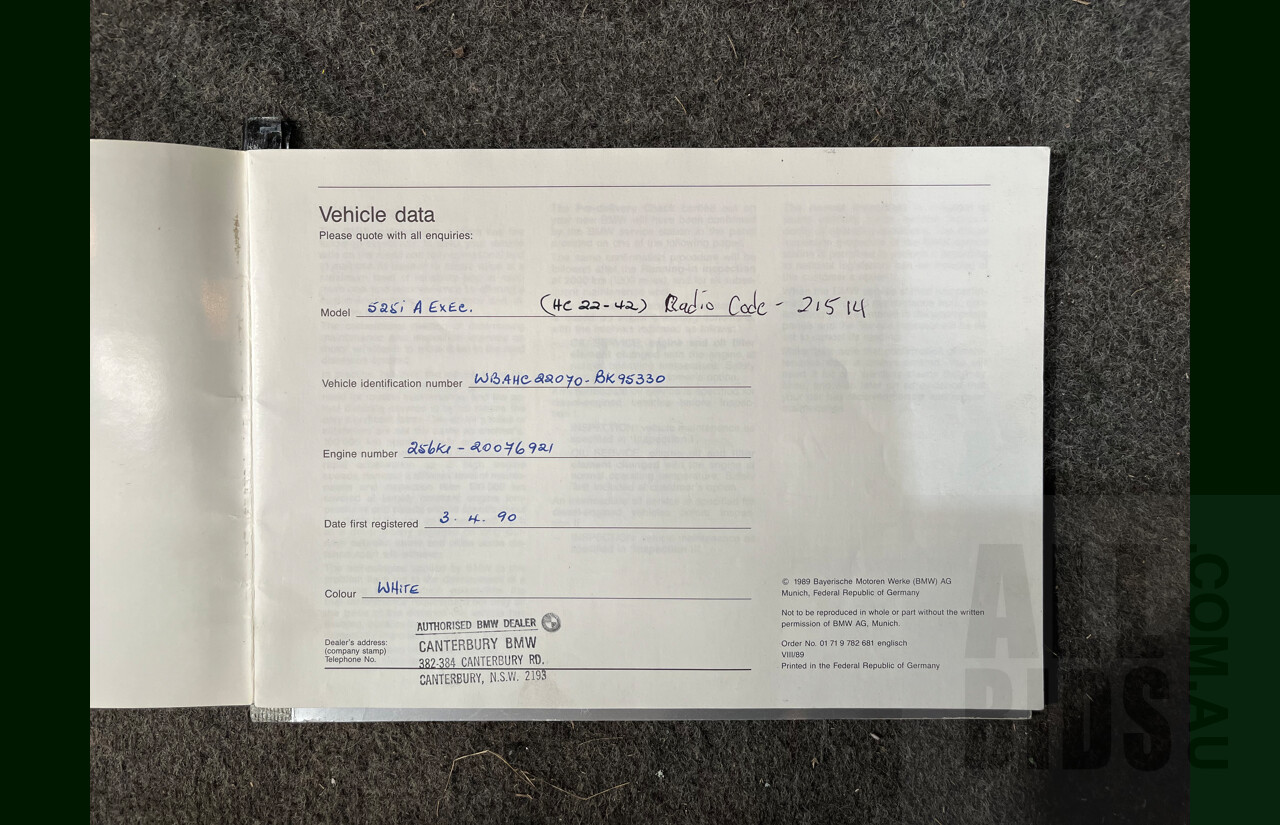 Vehicle data
Please quote with all enquiries:
Model 525i A EXEC. (HC 22-42) Radio Code - 21514
Vehicle identification number WBAHC22070-BK95330
Engine number 256K1 - 20076921
Date first registered 3. 4. 90
Colour WHiTE
Dealer's address:
(company stamp)
Telephone No.
AUTHORISED BMW DEALER
CANTERBURY BMW
382-384 CANTERBURY RD.
CANTERBURY, N.S.W. 2193
© 1989 Bayerische Motoren Werke (BMW) AG
Munich, Federal Republic of Germany
Not to be reproduced in whole or part without the written
permission of BMW AG, Munich.
Order No. 01 71 9 782 681 englisch
VIII/89
Printed in the Federal Republic of Germany
ALL
BIDS
.COM.AU